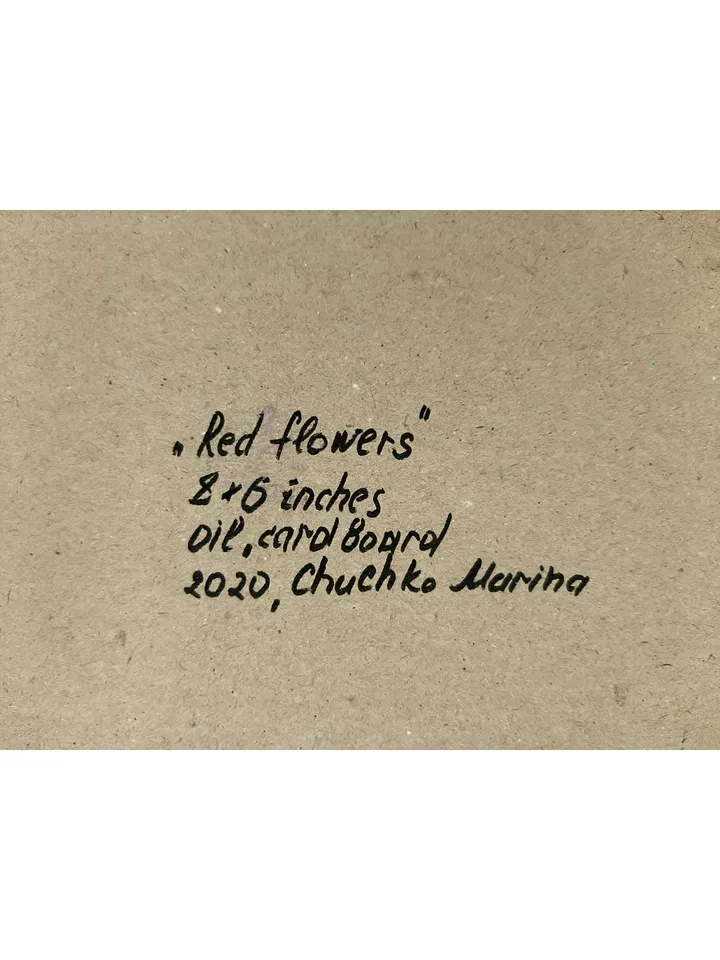 „Red flowers"
8×6 inches
oil, cardboard
2020, Chuchko Marina